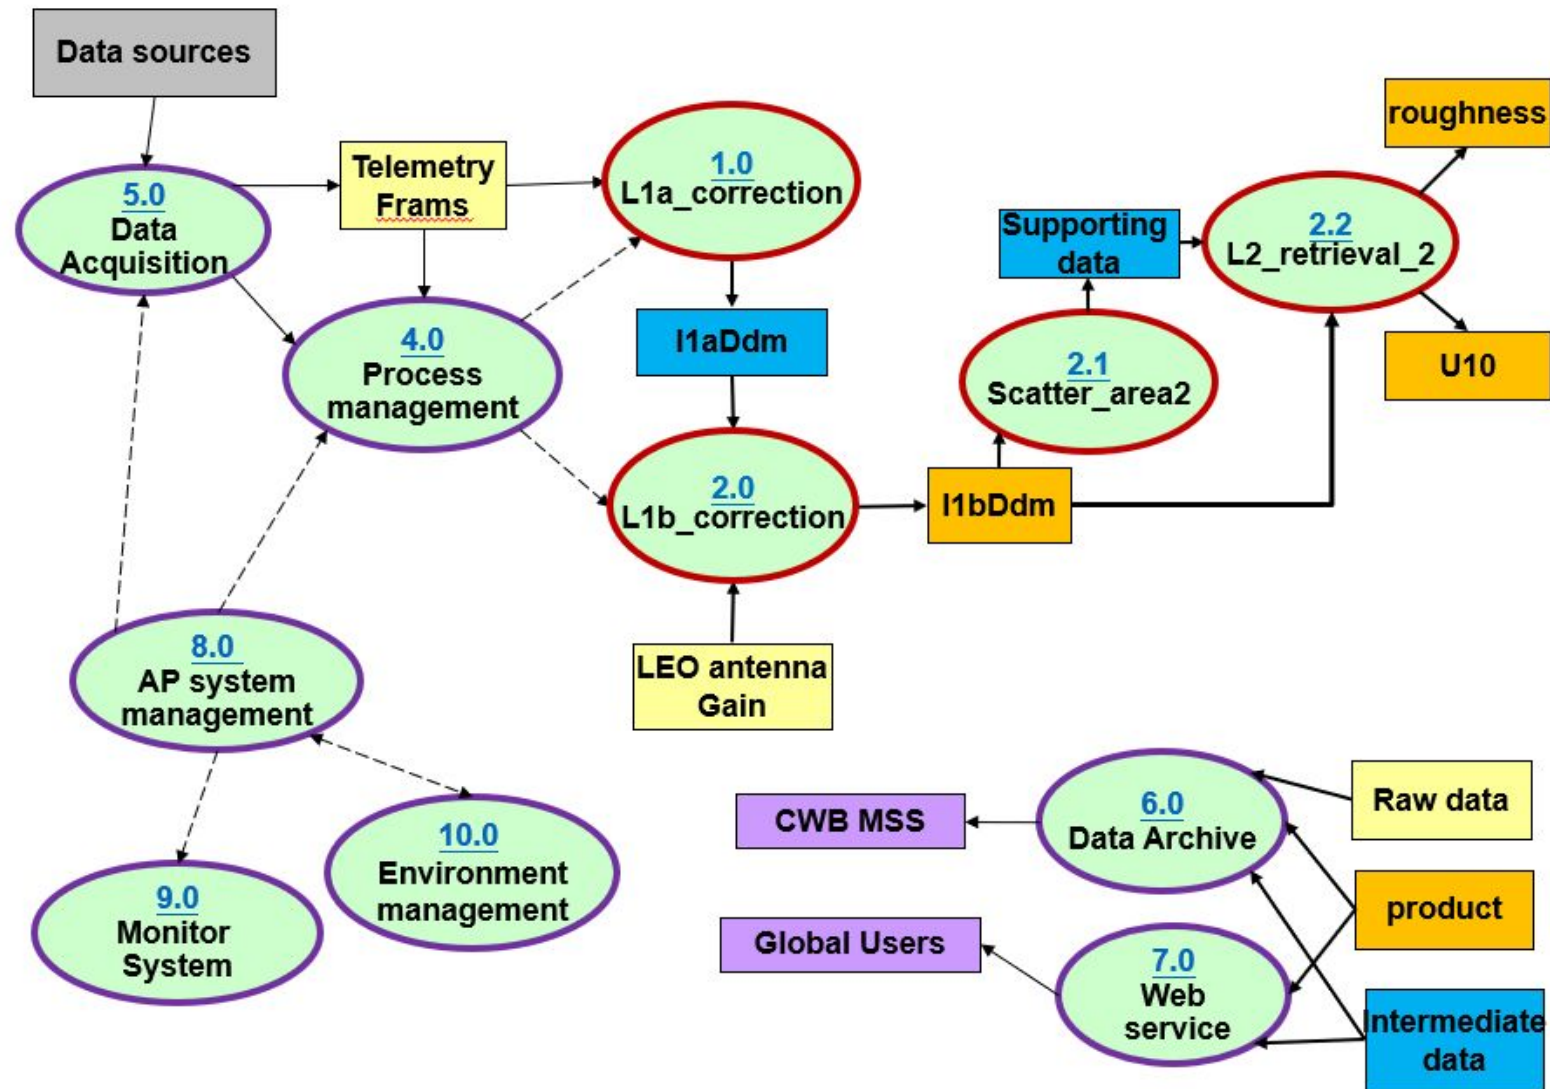 Data sources
5.0
Data
Acquisition
Telemetry
Frams
1.0
L1a_correction
4.0
Process
management
l1aDdm
2.0
L1b_correction
LEO antenna
Gain
l1bDdm
2.1
Scatter_area2
Supporting
data
2.2
L2_retrieval_2
roughness
U10
8.0
AP system
management
9.0
Monitor
System
10.0
Environment
management
CWB MSS
Global Users
6.0
Data Archive
7.0
Web
service
Raw data
product
Intermediate
data